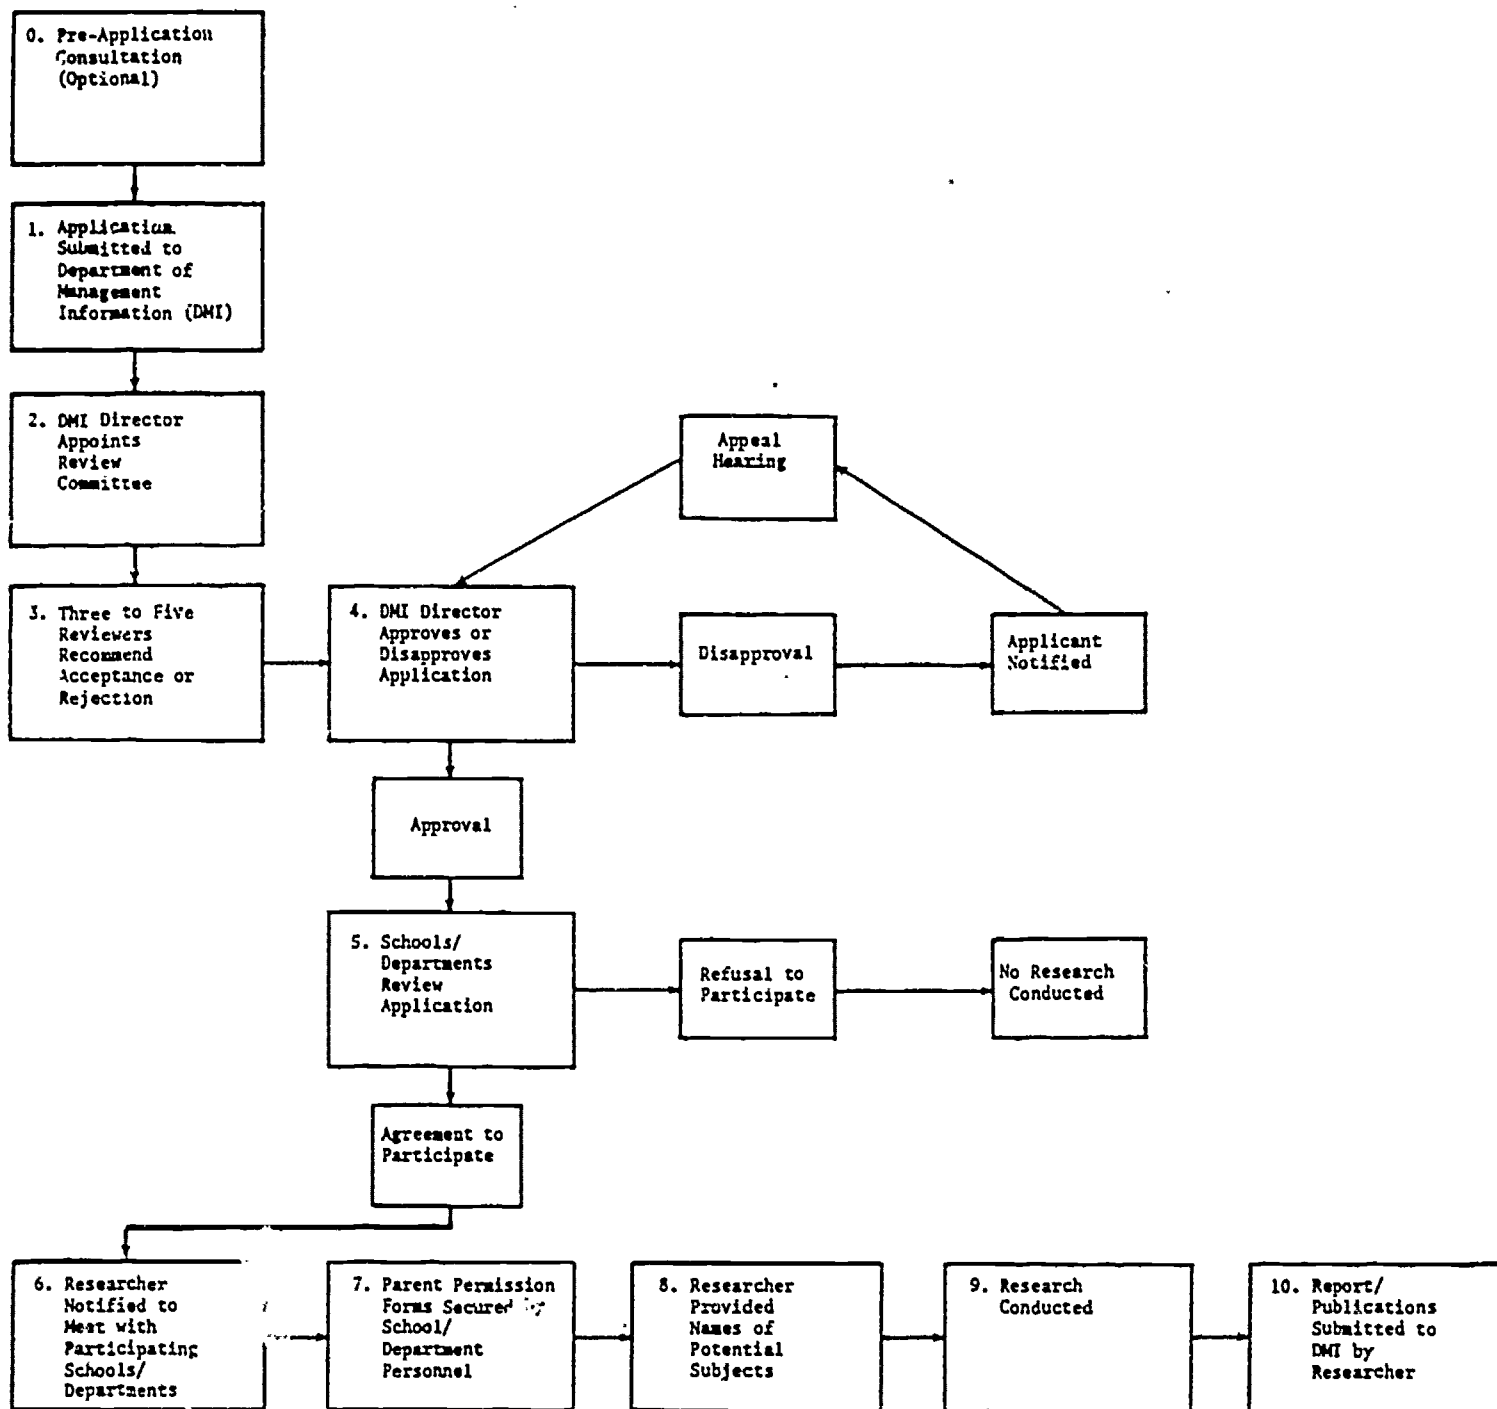 0. Pre-Application
Consultation
(Optional)
1. Application
Submitted to
Department of
Management
Information (DMI)
2. DMI Director
Appoints
Review
Committee
3. Three to Five
Reviewers
Recommend
Acceptance or
Rejection
4. DMI Director
Approves or
Disapproves
Application
Disapproval
Applicant
Notified
Appeal
Hearing
Approval
5. Schools/
Departments
Review
Application
Refusal to
Participate
No Research
Conducted
Agreement to
Participate
6. Researcher
Notified to
Meet with
Participating
Schools/
Departments
7. Parent Permission
Forms Secured
School/
Department
Personnel
8. Researcher
Provided
Names of
Potential
Subjects
9. Research
Conducted
10. Report/
Publications
Submitted to
DMI by
Researcher